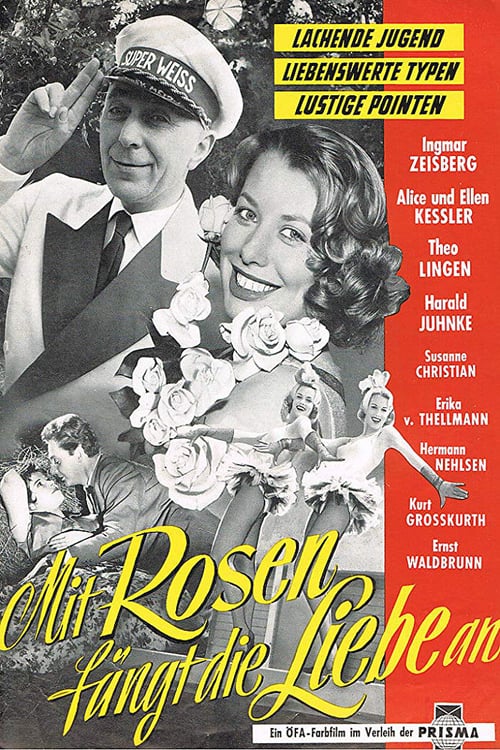 SUPER WEISS
LACHENDE JUGEND
LIEBENSWERTE TYPEN
LUSTIGE POINTEN
Ingmar
ZEISBERG
Alice und Ellen
KESSLER
Theo
LINGEN
Harald
JUHNKE
Susanne
CHRISTIAN
Erika
v. THELLMANN
Hermann
NEHLSEN
Kurt
GROSSKURTH
Ernst
WALDBRUNN
Mit Rosen
fängt die Liebe an
Ein ÖFA-Farbfilm im Verleih der PRISMA